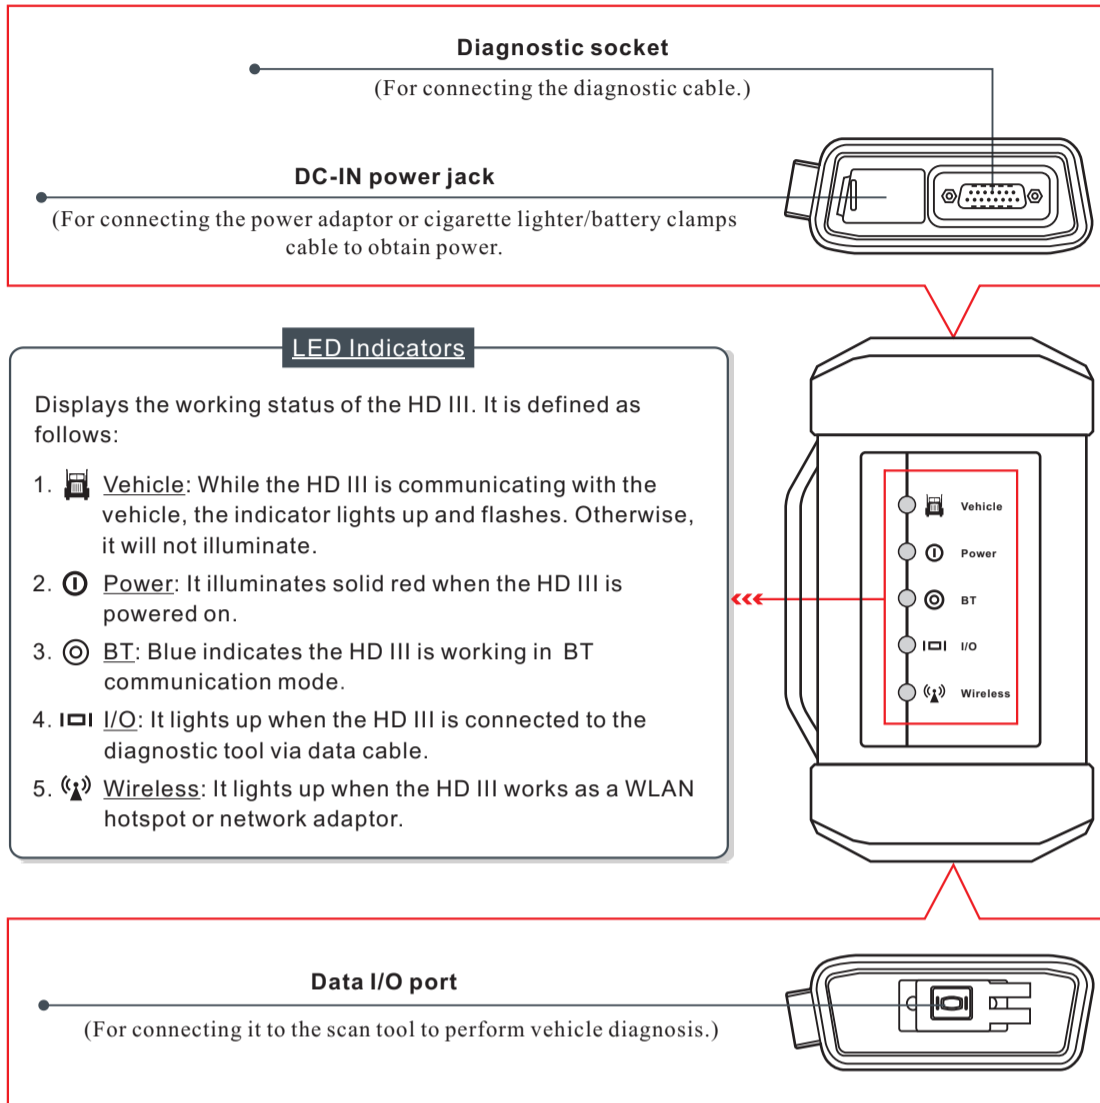 Diagnostic socket
(For connecting the diagnostic cable.)
DC-IN power jack
(For connecting the power adaptor or cigarette lighter/battery clamps
cable to obtain power.
LED Indicators
Displays the working status of the HD III. It is defined as
follows:
1. Vehicle: While the HD III is communicating with the
vehicle, the indicator lights up and flashes. Otherwise,
it will not illuminate.
2. Power: It illuminates solid red when the HD III is
powered on.
3. BT: Blue indicates the HD III is working in BT
communication mode.
4. I/O: It lights up when the HD III is connected to the
diagnostic tool via data cable.
5. Wireless: It lights up when the HD III works as a WLAN
hotspot or network adaptor.
Vehicle
Power
BT
I/O
Wireless
Data I/O port
(For connecting it to the scan tool to perform vehicle diagnosis.)